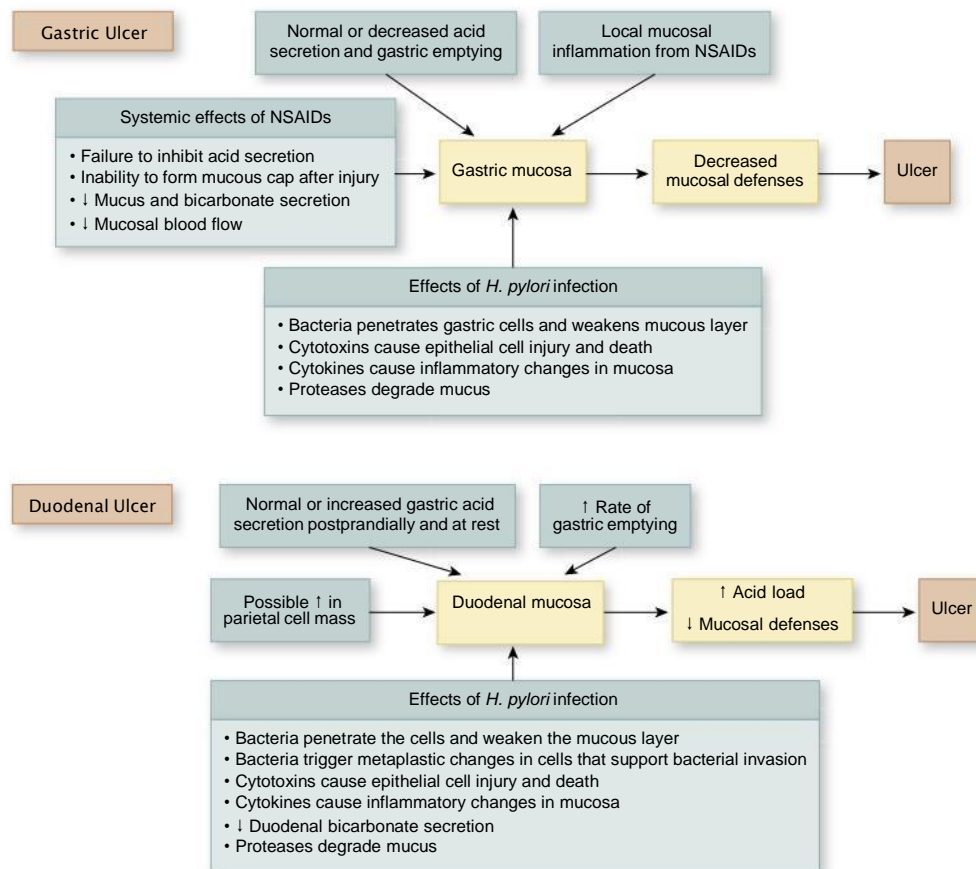 Gastric Ulcer
Normal or decreased acid
secretion and gastric emptying
Local mucosal
inflammation from NSAIDs
Systemic effects of NSAIDs
• Failure to inhibit acid secretion
• Inability to form mucous cap after injury
• ↓ Mucus and bicarbonate secretion
• ↓ Mucosal blood flow
Gastric mucosa
Decreased
mucosal defenses
Ulcer
Effects of H. pylori infection
• Bacteria penetrates gastric cells and weakens mucous layer
• Cytotoxins cause epithelial cell injury and death
• Cytokines cause inflammatory changes in mucosa
• Proteases degrade mucus
Duodenal Ulcer
Normal or increased gastric acid
secretion postprandially and at rest
↑ Rate of
gastric emptying
Possible ↑ in
parietal cell mass
Duodenal mucosa
↑ Acid load
↓ Mucosal defenses
Ulcer
Effects of H. pylori infection
• Bacteria penetrate the cells and weaken the mucous layer
• Bacteria trigger metaplastic changes in cells that support bacterial invasion
• Cytotoxins cause epithelial cell injury and death
• Cytokines cause inflammatory changes in mucosa
• ↓ Duodenal bicarbonate secretion
• Proteases degrade mucus